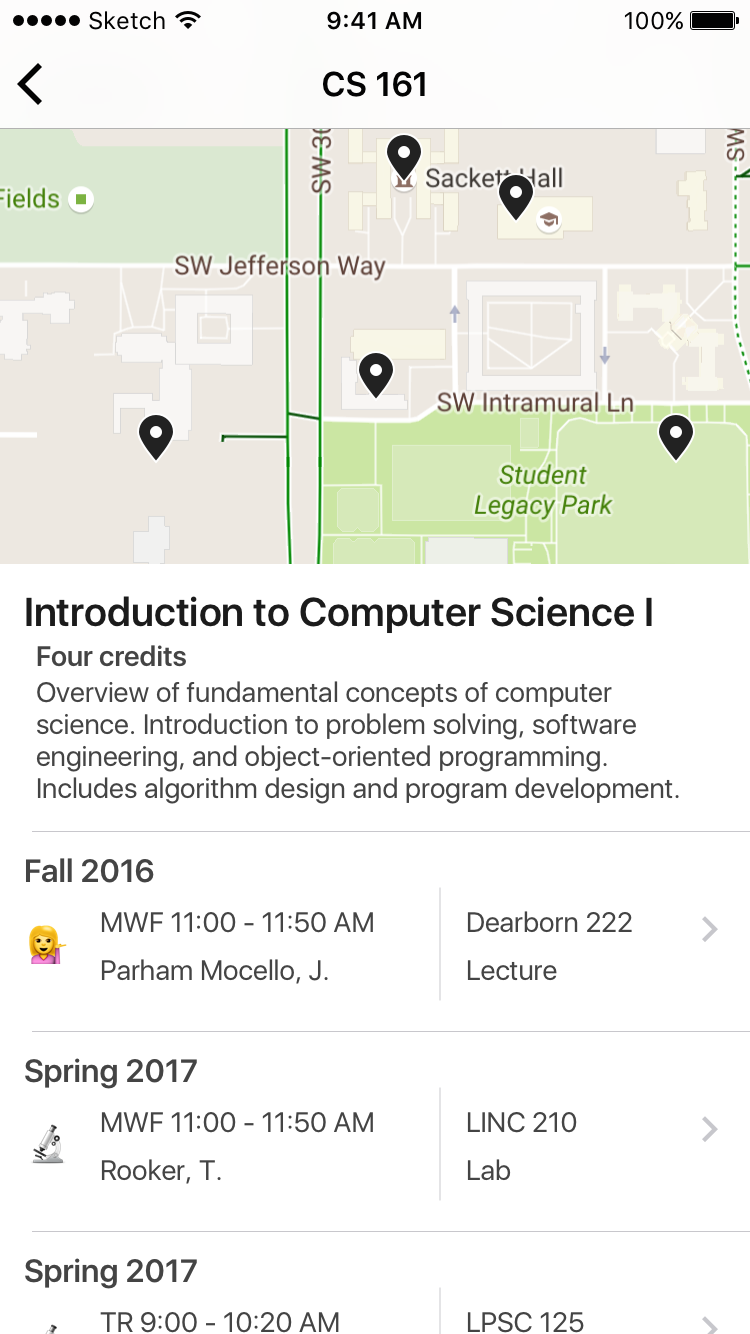 Sketch 9:41 AM 100%
CS 161
SW
Sackett Hall
Fields
SW Jefferson Way
SW Intramural Ln
Student
Legacy Park
Introduction to Computer Science I
Four credits
Overview of fundamental concepts of computer
science. Introduction to problem solving, software
engineering, and object-oriented programming.
Includes algorithm design and program development.
Fall 2016
MWF 11:00 - 11:50 AM Dearborn 222
Parham Mocello, J. Lecture
Spring 2017
MWF 11:00 - 11:50 AM LINC 210
Rooker, T. Lab
Spring 2017
TR 9:00 - 10:20 AM LPSC 125